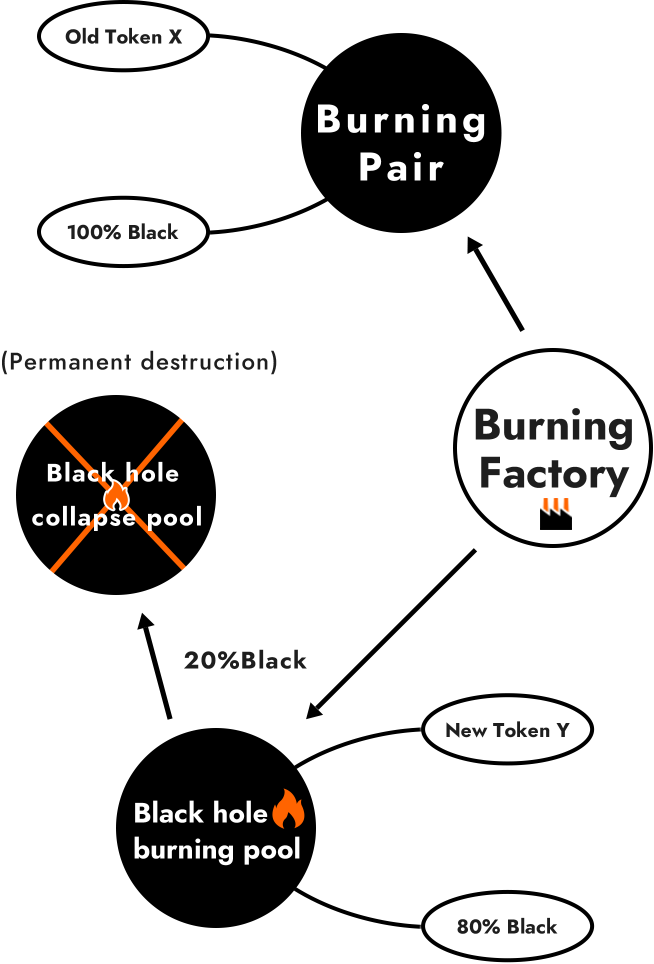 Old Token X
Burning
Pair
100% Black
(Permanent destruction)
Burning
Factory
Black hole
collapse pool
20%Black
New Token Y
Black hole
burning pool
80% Black